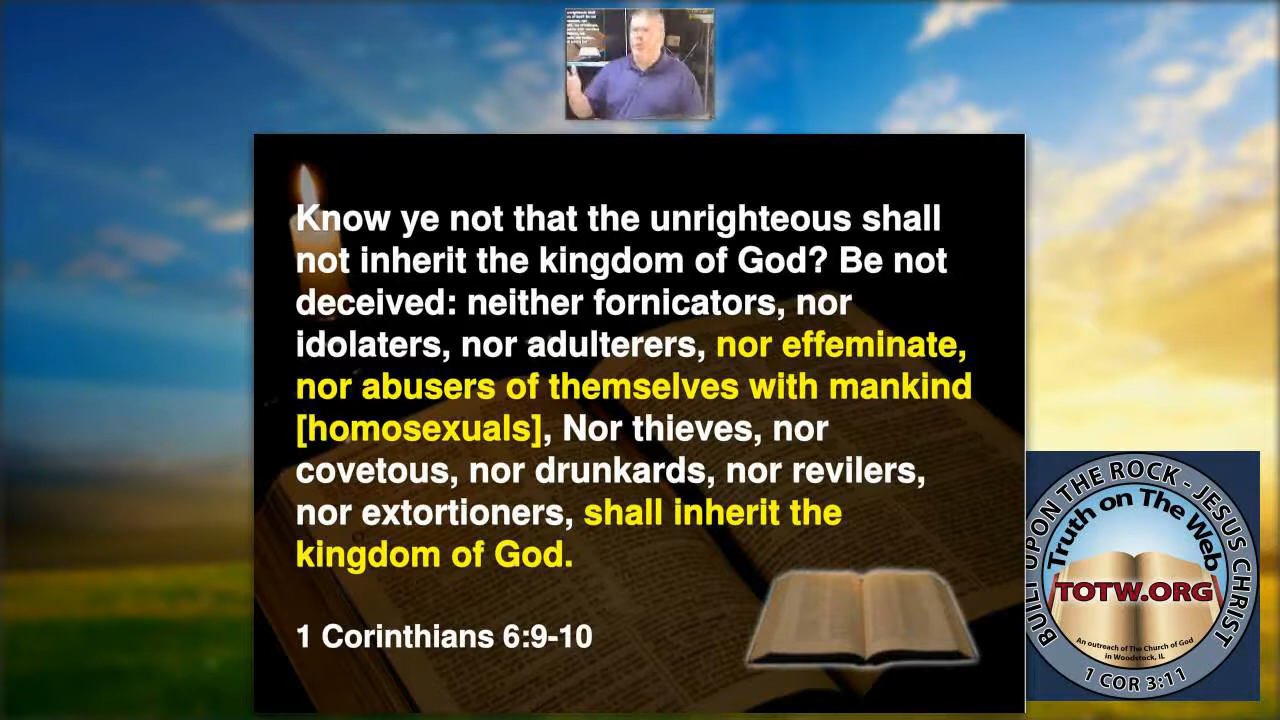 Know ye not that the unrighteous shall
not inherit the kingdom of God? Be not
deceived: neither fornicators, nor
idolaters, nor adulterers, nor effeminate,
nor abusers of themselves with mankind
[homosexuals], Nor thieves, nor
covetous, nor drunkards, nor revilers,
nor extortioners, shall inherit the
kingdom of God.
1 Corinthians 6:9-10
BUILT UPON THE ROCK - JESUS CHRIST
Truth on The Web
TOTW.ORG
An outreach of The Church of God
in Woodstock, IL
1 COR 3:11